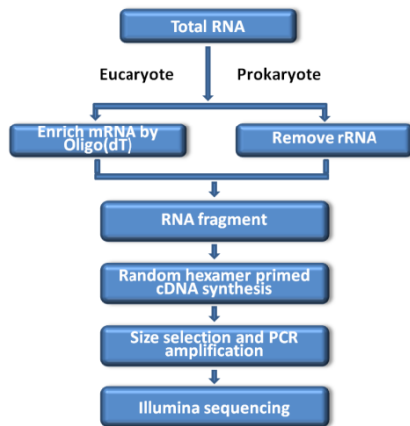 Total RNA
Eucaryote Prokaryote
Enrich mRNA by
Oligo(dT)
Remove rRNA
RNA fragment
Random hexamer primed
cDNA synthesis
Size selection and PCR
amplification
Illumina sequencing